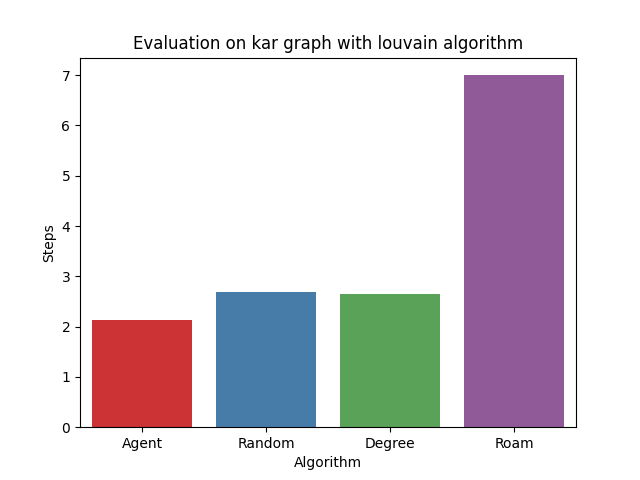 Evaluation on kar graph with louvain algorithm
7
6
5
4
3
2
1
0
Steps
Agent Random Degree Roam
Algorithm